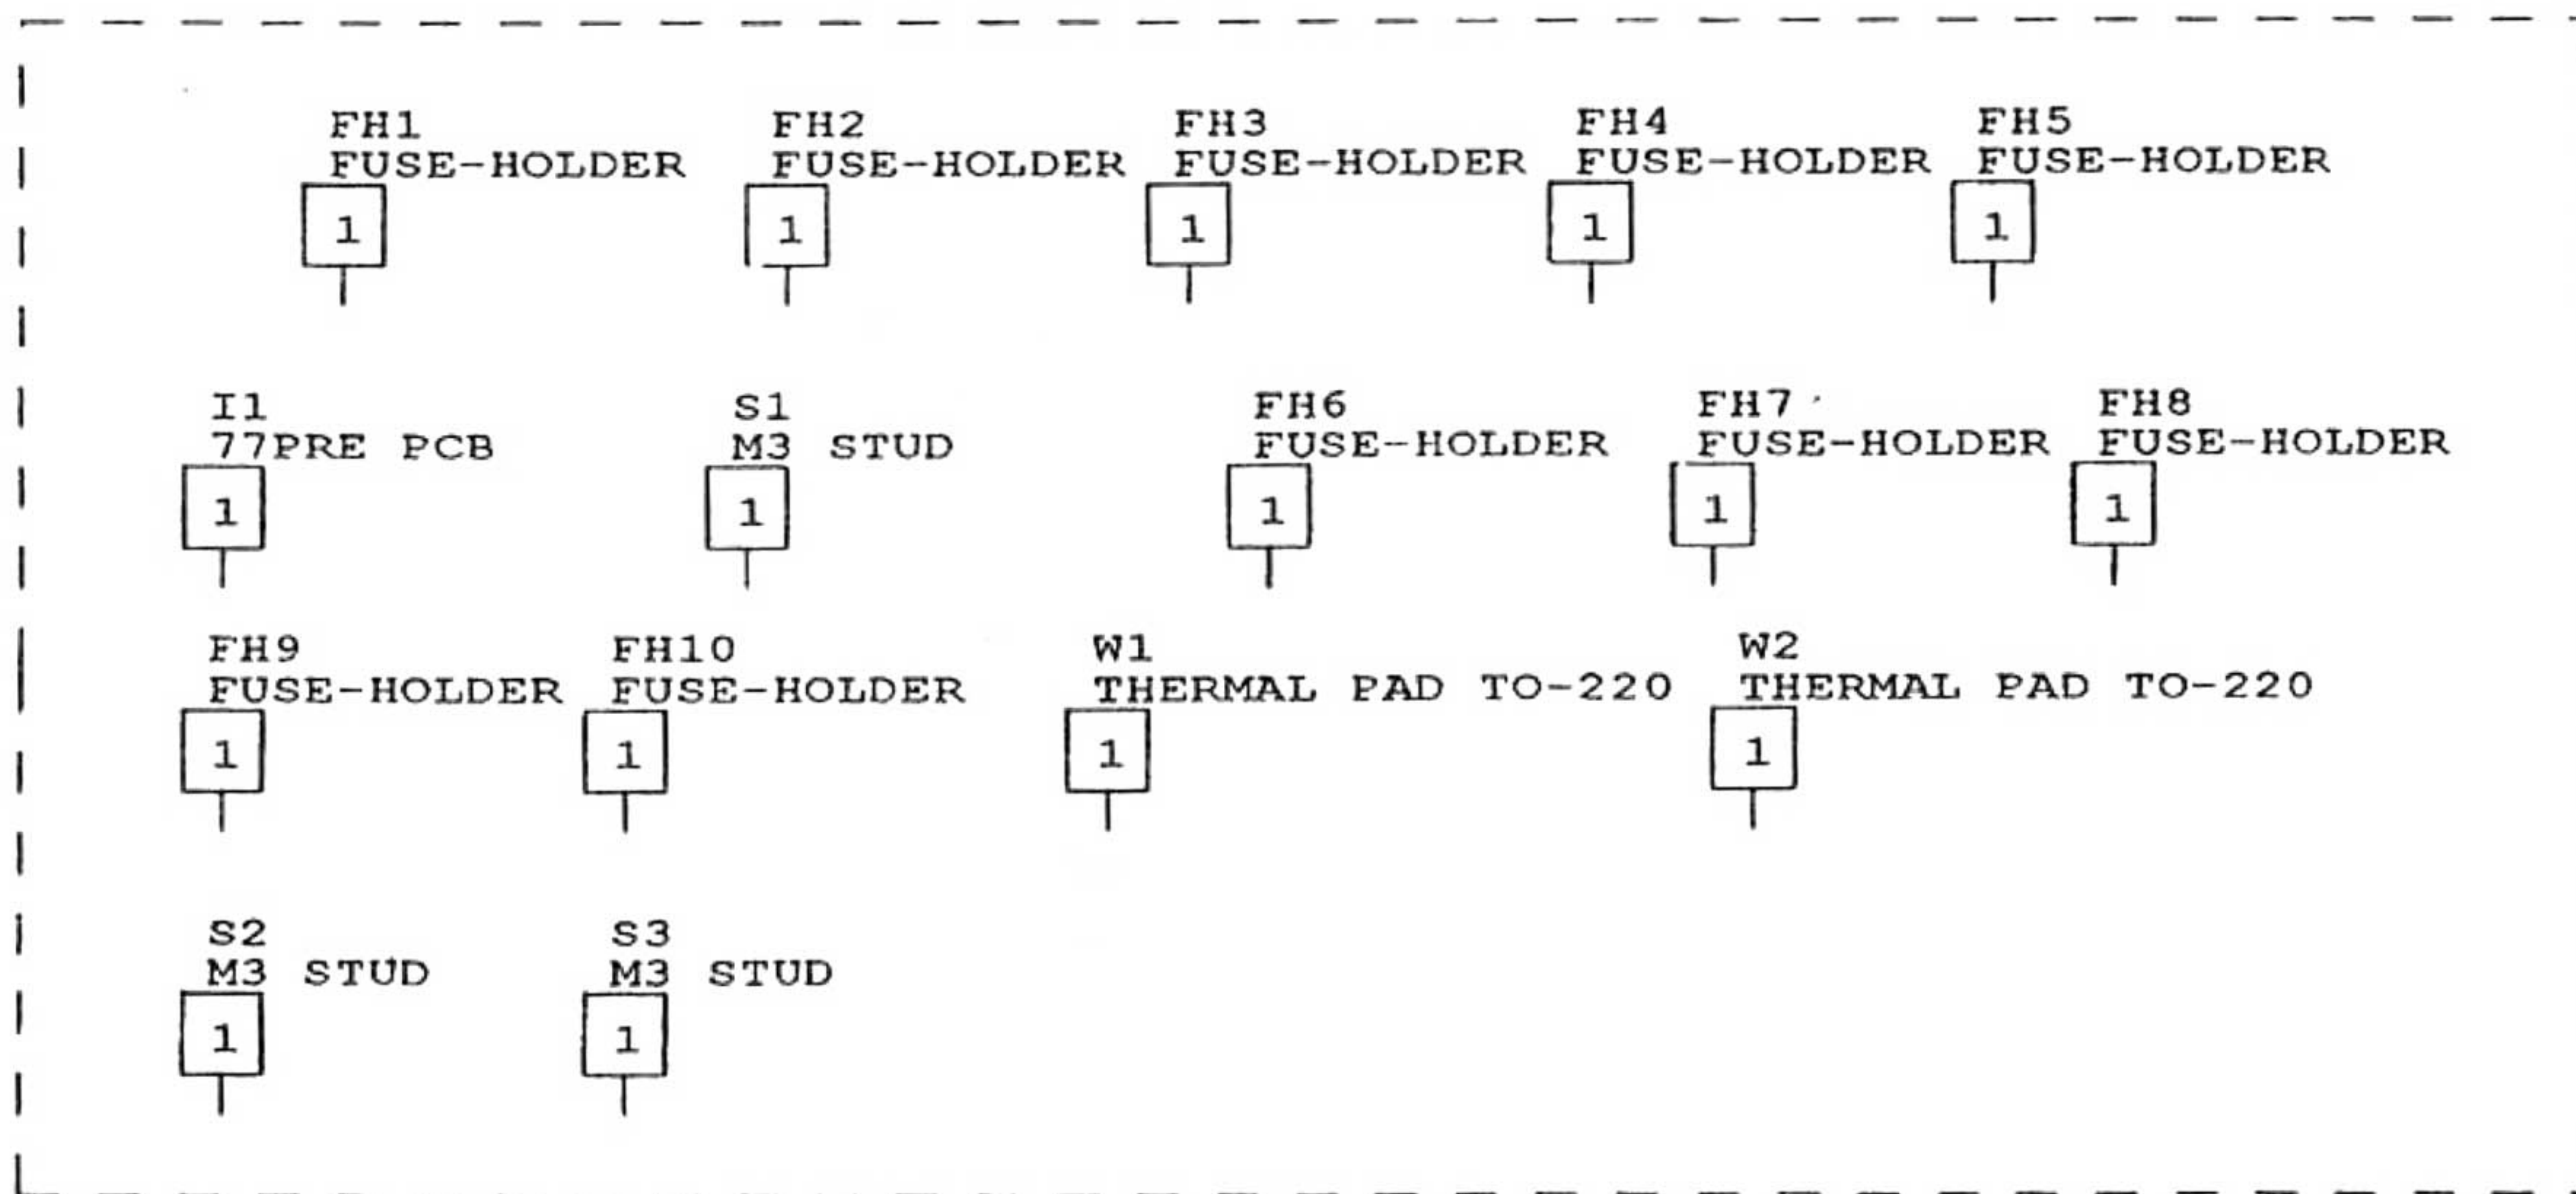 FH1 FH2 FH3 FH4 FH5
FUSE-HOLDER FUSE-HOLDER FUSE-HOLDER FUSE-HOLDER FUSE-HOLDER
1 1 1 1 1
I1 S1 FH6 FH7 FH8
77PRE PCB M3 STUD FUSE-HOLDER FUSE-HOLDER FUSE-HOLDER
1 1 1 1 1
FH9 FH10 W1 W2
FUSE-HOLDER FUSE-HOLDER THERMAL PAD TO-220 THERMAL PAD TO-220
1 1 1 1
S2 S3
M3 STUD M3 STUD
1 1